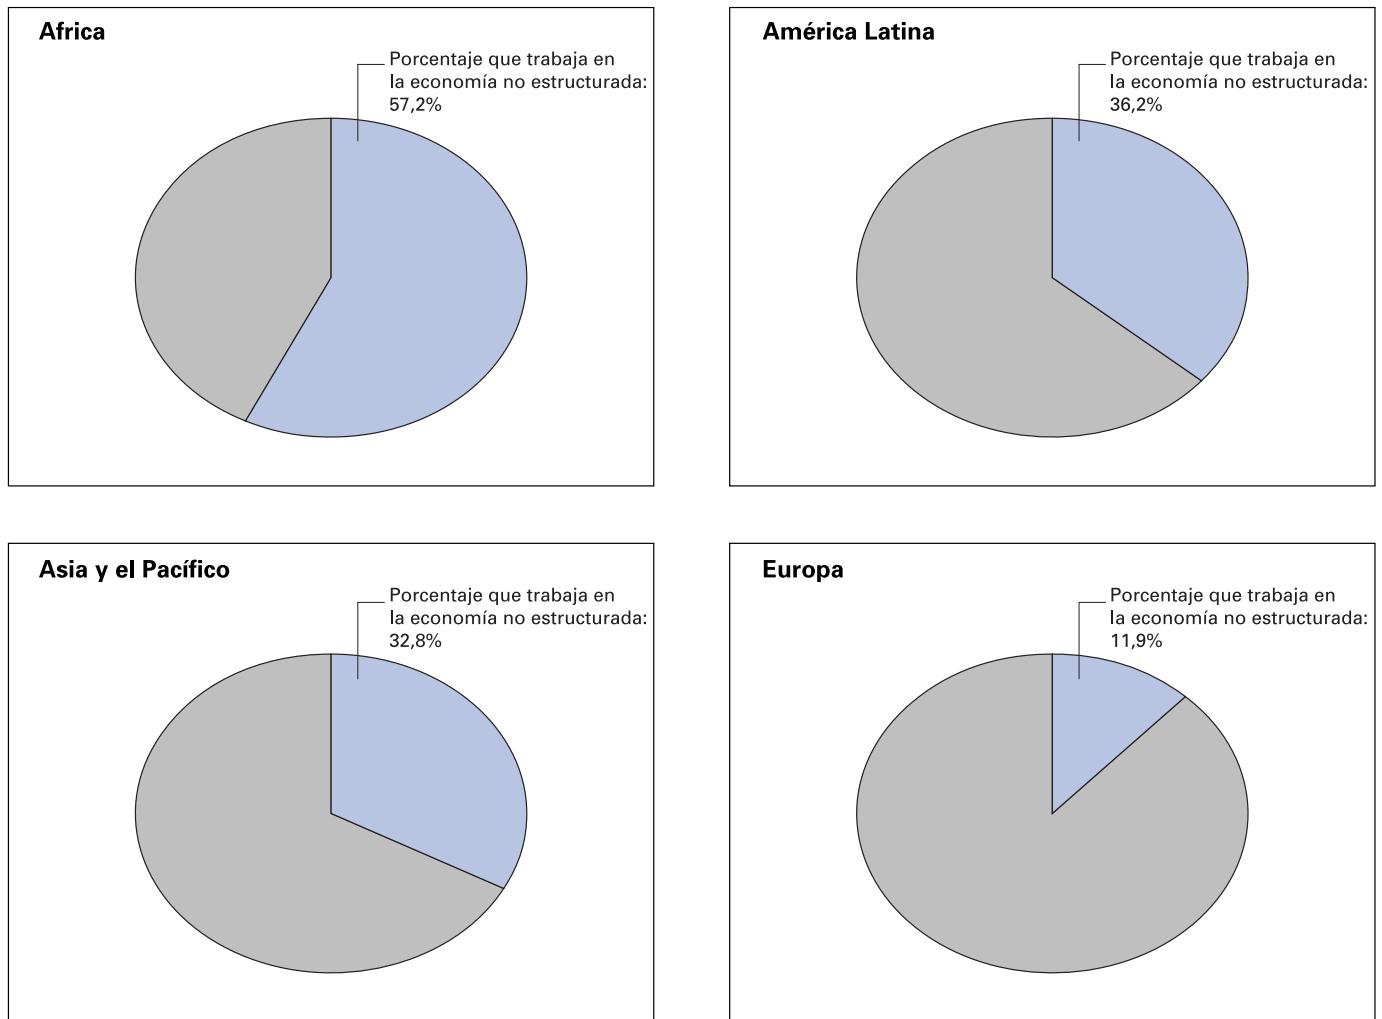 Africa
Porcentaje que trabaja en
la economía no estructurada:
57,2%
América Latina
Porcentaje que trabaja en
la economía no estructurada:
36,2%
Asia y el Pacífico
Porcentaje que trabaja en
la economía no estructurada:
32,8%
Europa
Porcentaje que trabaja en
la economía no estructurada:
11,9%